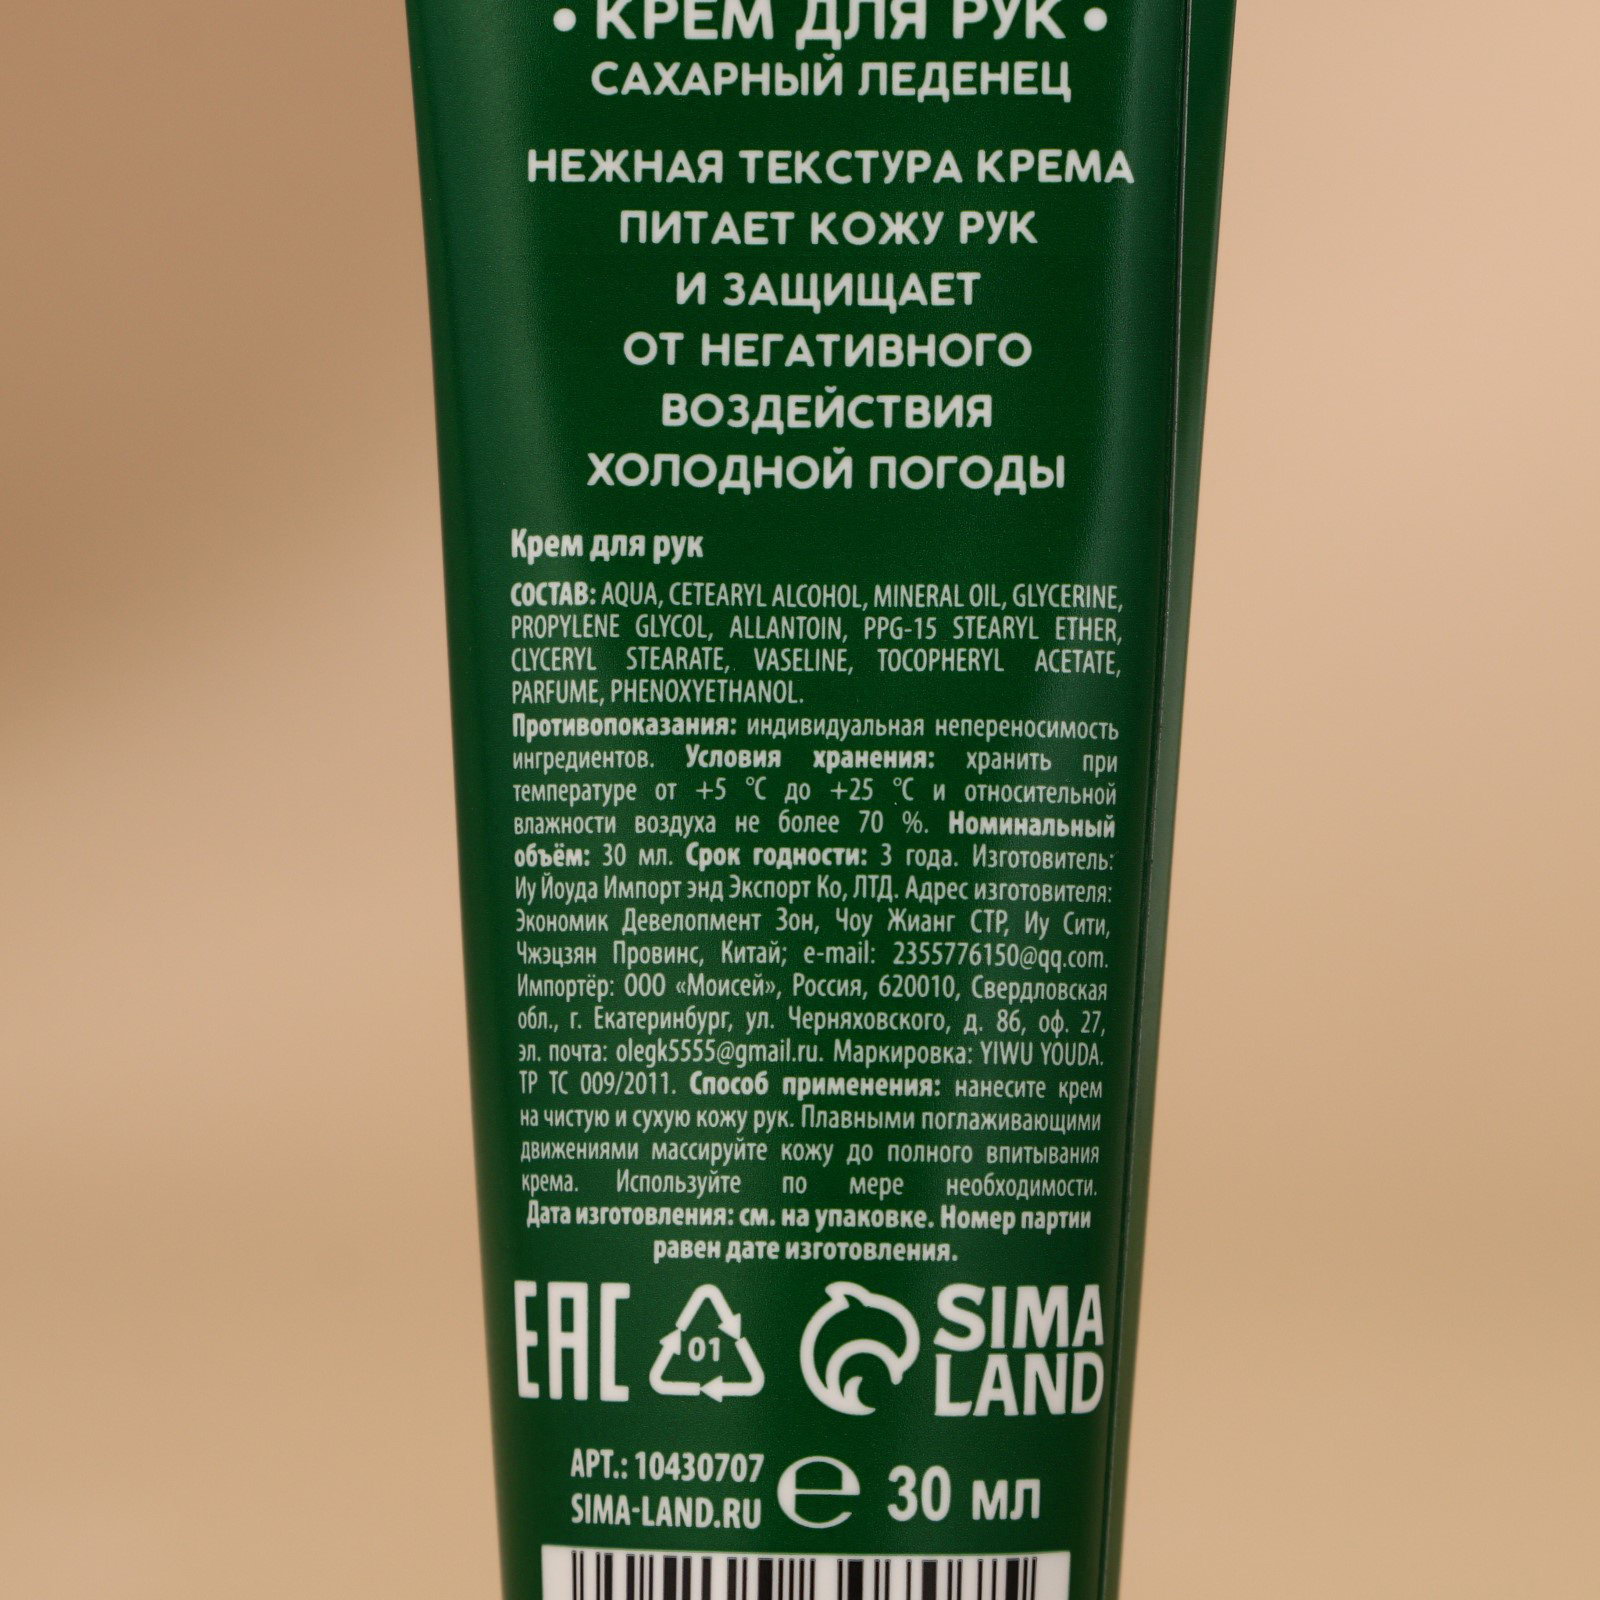 • КРЕМ ДЛЯ РУК •
САХАРНЫЙ ЛЕДЕНЕЦ
НЕЖНАЯ ТЕКСТУРА КРЕМА
ПИТАЕТ КОЖУ РУК
И ЗАЩИЩАЕТ
ОТ НЕГАТИВНОГО
ВОЗДЕЙСТВИЯ
ХОЛОДНОЙ ПОГОДЫ
Крем для рук
СОСТАВ: AQUA, CETEARYL ALCOHOL, MINERAL OIL, GLYCERINE,
PROPYLENE GLYCOL, ALLANTOIN, PPG-15 STEARYL ETHER,
CLYCERYL STEARATE, VASELINE, TOCOPHERYL ACETATE,
PARFUME, PHENOXYETHANOL.
Противопоказания: индивидуальная непереносимость
ингредиентов. Условия хранения: хранить при
температуре от +5 °C до +25 °C и относительной
влажности воздуха не более 70 %. Номинальный
объём: 30 мл. Срок годности: 3 года. Изготовитель:
Иу Йоуда Импорт энд Экспорт Ко, ЛТД. Адрес изготовителя:
Экономик Девелопмент Зон, Чоу Жианг СТР, Иу Сити,
Чжэцзян Провинс, Китай; e-mail: 2355776150@qq.com.
Импортёр: ООО «Моисей», Россия, 620010, Свердловская
обл., г. Екатеринбург, ул. Черняховского, д. 86, оф. 27,
эл. почта: olegk5555@gmail.ru. Маркировка: YIWU YOUDA.
ТР ТС 009/2011. Способ применения: нанесите крем
на чистую и сухую кожу рук. Плавными поглаживающими
движениями массируйте кожу до полного впитывания
крема. Используйте по мере необходимости.
Дата изготовления: см. на упаковке. Номер партии
равен дате изготовления.
EAC 01 SIMA
LAND
АРТ.: 10430707
SIMA-LAND.RU
℮ 30 мл